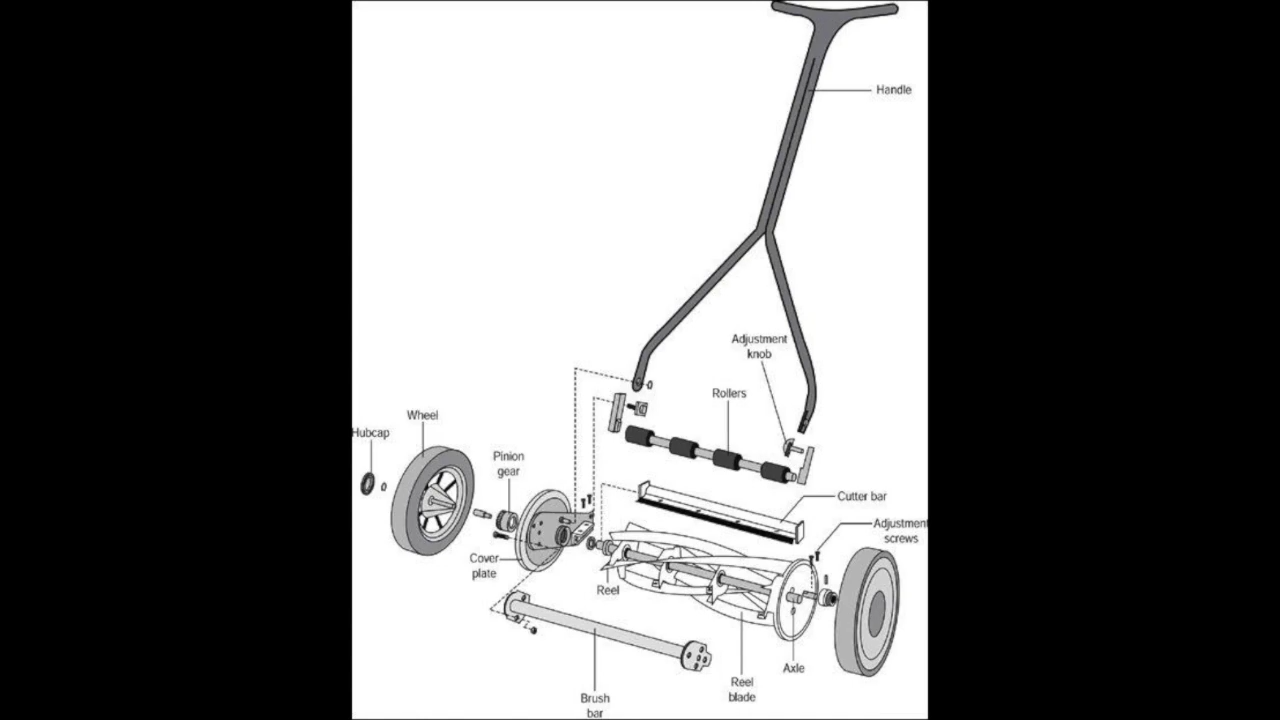 Handle
Adjustment
knob
Rollers
Wheel
Hubcap
Pinion
gear
Cutter bar
Adjustment
screws
Cover
plate
Reel
Axle
Reel
blade
Brush
bar